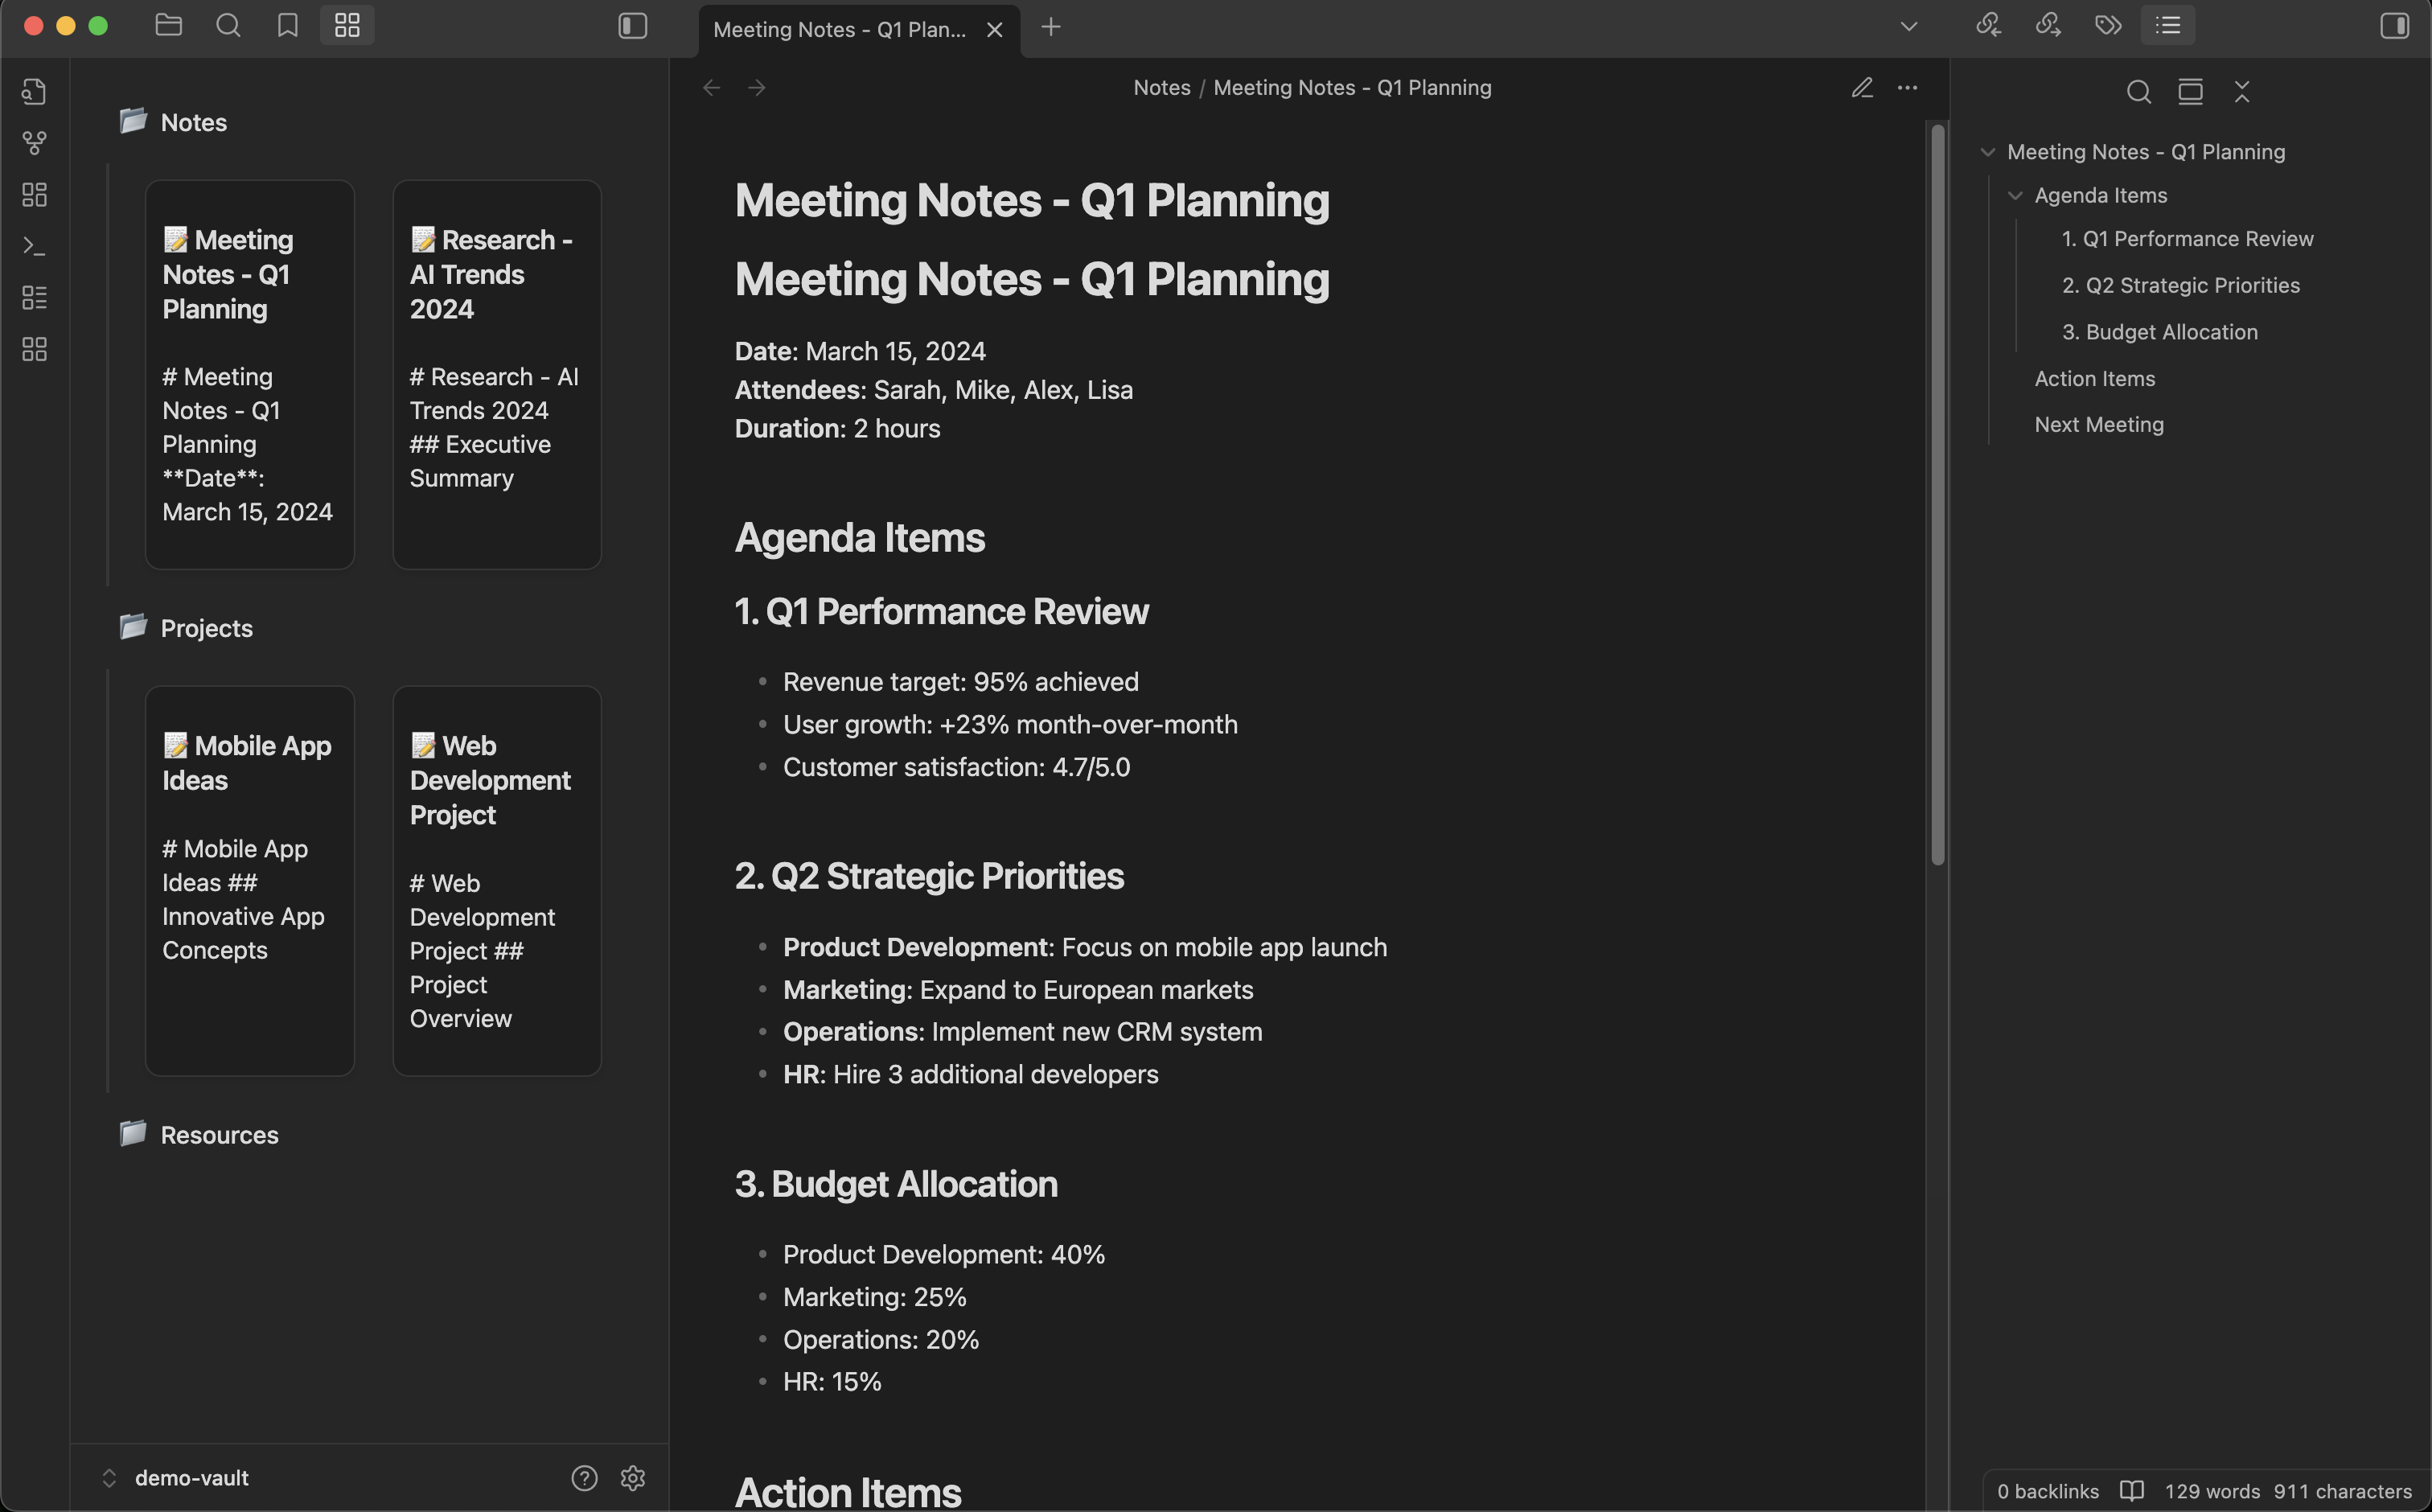 Meeting Notes - Q1 Plan...
Notes
📝 Meeting
Notes - Q1
Planning
# Meeting
Notes - Q1
Planning
**Date**:
March 15, 2024
📝 Research -
AI Trends
2024
# Research - AI
Trends 2024
## Executive
Summary
Projects
📝 Mobile App
Ideas
# Mobile App
Ideas ##
Innovative App
Concepts
📝 Web
Development
Project
# Web
Development
Project ##
Project
Overview
Resources
demo-vault
Notes / Meeting Notes - Q1 Planning
Meeting Notes - Q1 Planning
Meeting Notes - Q1 Planning
Date: March 15, 2024
Attendees: Sarah, Mike, Alex, Lisa
Duration: 2 hours
Agenda Items
1. Q1 Performance Review
• Revenue target: 95% achieved
• User growth: +23% month-over-month
• Customer satisfaction: 4.7/5.0
2. Q2 Strategic Priorities
• Product Development: Focus on mobile app launch
• Marketing: Expand to European markets
• Operations: Implement new CRM system
• HR: Hire 3 additional developers
3. Budget Allocation
• Product Development: 40%
• Marketing: 25%
• Operations: 20%
• HR: 15%
Action Items
Meeting Notes - Q1 Planning
Agenda Items
1. Q1 Performance Review
2. Q2 Strategic Priorities
3. Budget Allocation
Action Items
Next Meeting
0 backlinks 129 words 911 characters